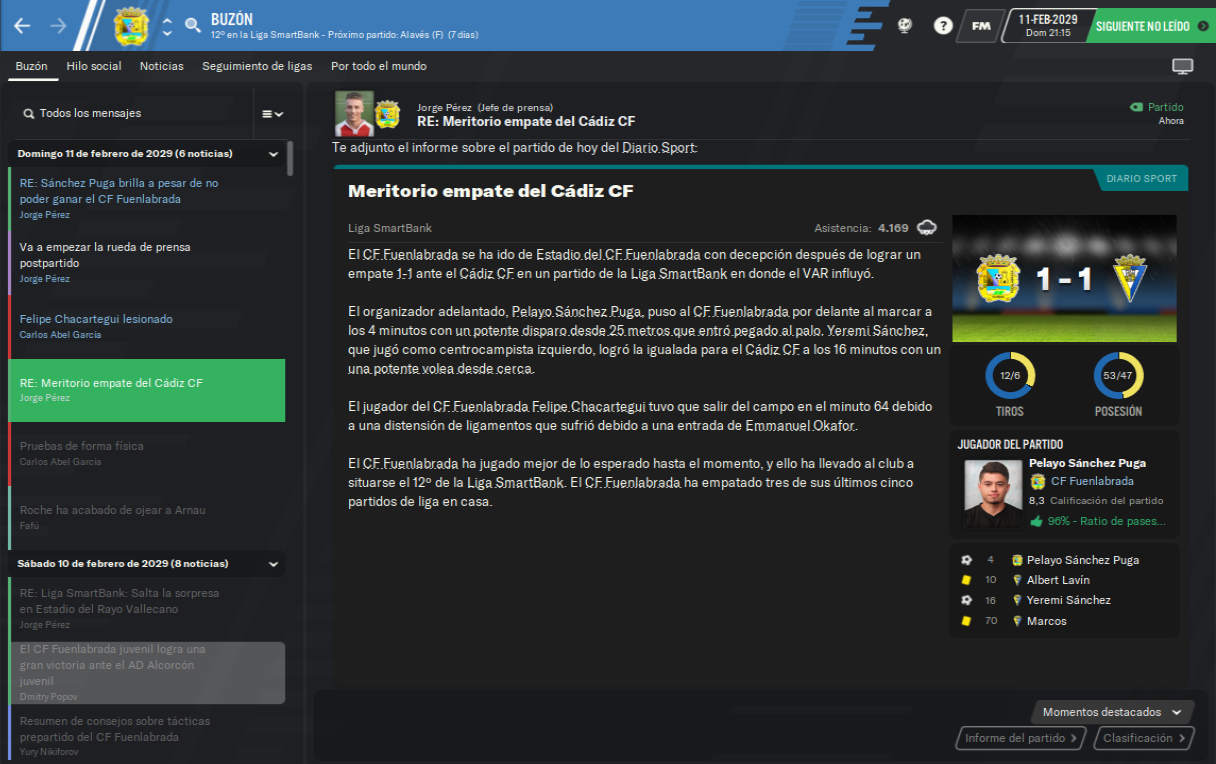 BUZÓN
12º en la Liga SmartBank - Próximo partido: Alavés (F) (7 días)
?
FM
11-FEB-2029
Dom 21:15
SIGUIENTE NO LEÍDO
Buzón
Hilo social
Noticias
Seguimiento de ligas
Por todo el mundo
Todos los mensajes
Domingo 11 de febrero de 2029 (6 noticias)
RE: Sánchez Puga brilla a pesar de no
poder ganar el CF Fuenlabrada
Jorge Pérez
Va a empezar la rueda de prensa
postpartido
Jorge Pérez
Felipe Chacartegui lesionado
Carlos Abel García
RE: Meritorio empate del Cádiz CF
Jorge Pérez
Pruebas de forma física
Carlos Abel García
Roche ha acabado de ojear a Arnau
Fafú
Sábado 10 de febrero de 2029 (8 noticias)
RE: Liga SmartBank: Salta la sorpresa
en Estadio del Rayo Vallecano
Jorge Pérez
El CF Fuenlabrada juvenil logra una
gran victoria ante el AD Alcorcón
juvenil
Dmitry Popov
Resumen de consejos sobre tácticas
prepartido del CF Fuenlabrada
Yury Nikiforov
Jorge Pérez (Jefe de prensa)
RE: Meritorio empate del Cádiz CF
Partido
Ahora
Te adjunto el informe sobre el partido de hoy del Diario Sport:
DIARIO SPORT
Meritorio empate del Cádiz CF
Liga SmartBank
Asistencia: 4.169
El CF Fuenlabrada se ha ido de Estadio del CF Fuenlabrada con decepción después de lograr un
empate 1-1 ante el Cádiz CF en un partido de la Liga SmartBank en donde el VAR influyó.
El organizador adelantado, Pelayo Sánchez Puga, puso al CF Fuenlabrada por delante al marcar a
los 4 minutos con un potente disparo desde 25 metros que entró pegado al palo. Yeremi Sánchez,
que jugó como centrocampista izquierdo, logró la igualada para el Cádiz CF a los 16 minutos con un
una potente volea desde cerca.
El jugador del CF Fuenlabrada Felipe Chacartegui tuvo que salir del campo en el minuto 64 debido
a una distensión de ligamentos que sufrió debido a una entrada de Emmanuel Okafor.
El CF Fuenlabrada ha jugado mejor de lo esperado hasta el momento, y ello ha llevado al club a
situarse el 12º de la Liga SmartBank. El CF Fuenlabrada ha empatado tres de sus últimos cinco
partidos de liga en casa.
1 - 1
12/6
TIROS
53/47
POSESIÓN
JUGADOR DEL PARTIDO
Pelayo Sánchez Puga
CF Fuenlabrada
8,3 Calificación del partido
96% - Ratio de pases...
4 Pelayo Sánchez Puga
10 Albert Lavín
16 Yeremi Sánchez
70 Marcos
Momentos destacados
Informe del partido
Clasificación